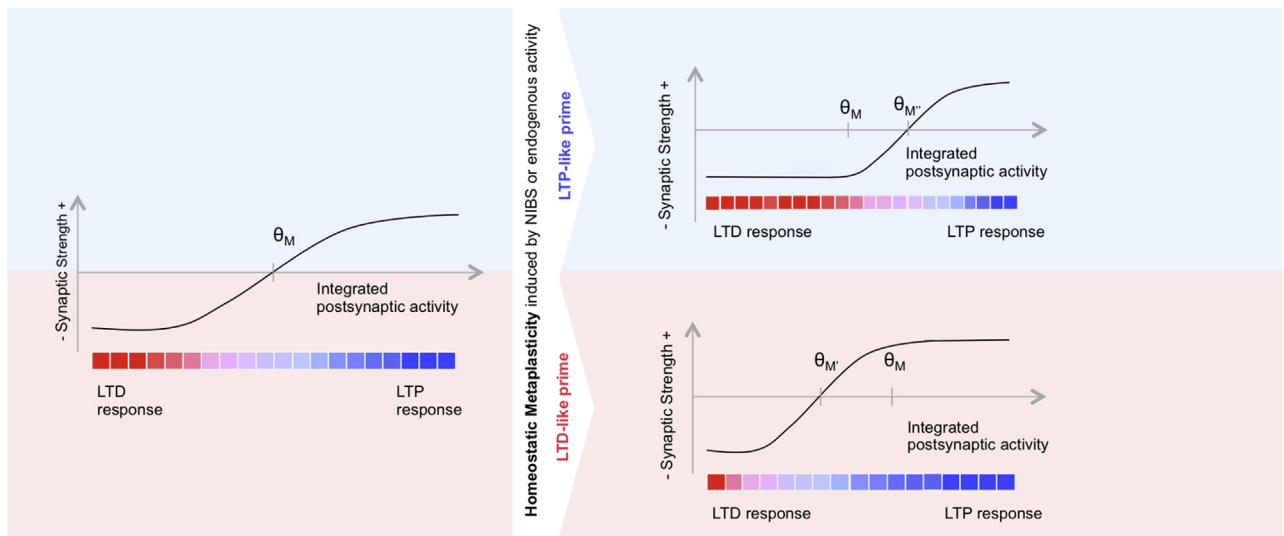 - Synaptic Strength +
θM
Integrated
postsynaptic activity
LTD
response
LTP
response
Homeostatic Metaplasticity induced by NIBS or endogenous activity
LTP-like prime
LTD-like prime
- Synaptic Strength +
θM
θM''
Integrated
postsynaptic activity
LTD response
LTP response
- Synaptic Strength +
θM'
θM
Integrated
postsynaptic activity
LTD response
LTP response